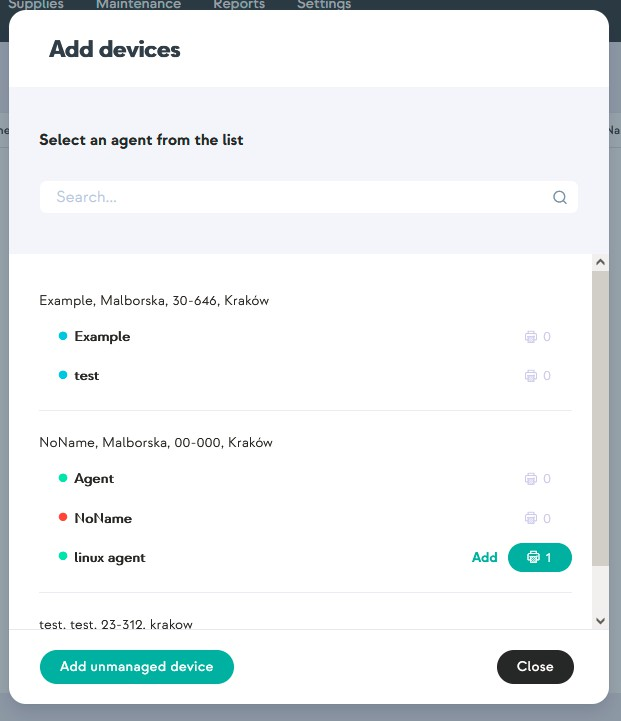 Supplies Maintenance Reports Settings
Add devices
Select an agent from the list
Search...
Example, Malborska, 30-646, Kraków
Example 0
test 0
NoName, Malborska, 00-000, Kraków
Agent 0
NoName 0
linux agent Add 1
test, test, 23-312, krakow
Add unmanaged device Close